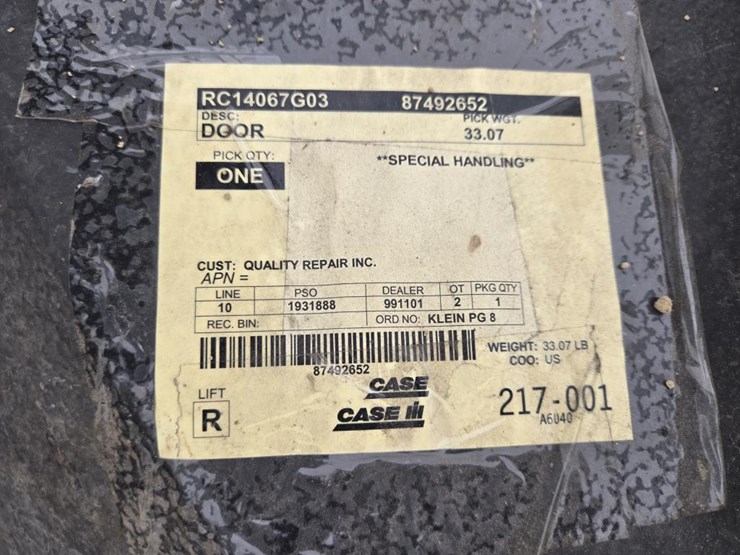 RC14067G03 87492652
DESC: PICK WGT:
DOOR 33.07
PICK QTY: **SPECIAL HANDLING**
ONE
CUST: QUALITY REPAIR INC.
APN =
LINE PSO DEALER OT PKG QTY
10 1931888 991101 2 1
REC. BIN: ORD NO: KLEIN PG 8
WEIGHT: 33.07 LB
COO: US
87492652
LIFT CASE
R CASE IH 217-001
A6040